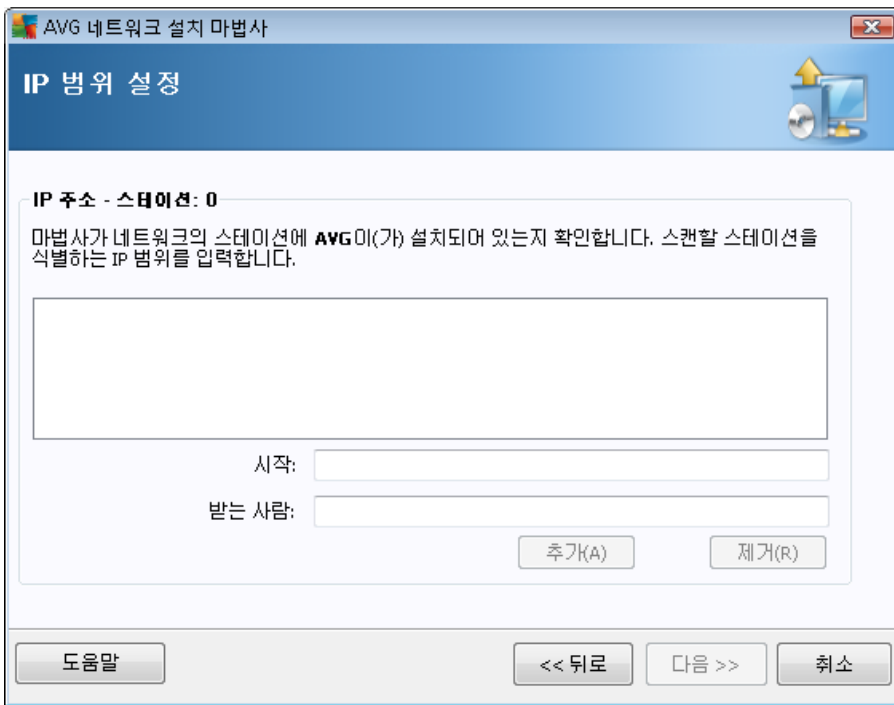 AVG 네트워크 설치 마법사
IP 범위 설정
IP 주소 - 스테이션: 0
마법사가 네트워크의 스테이션에 AVG이(가) 설치되어 있는지 확인합니다. 스캔할 스테이션을
식별하는 IP 범위를 입력합니다.
시작:
받는 사람:
추가(A)
제거(R)
도움말
<< 뒤로
다음 >>
취소